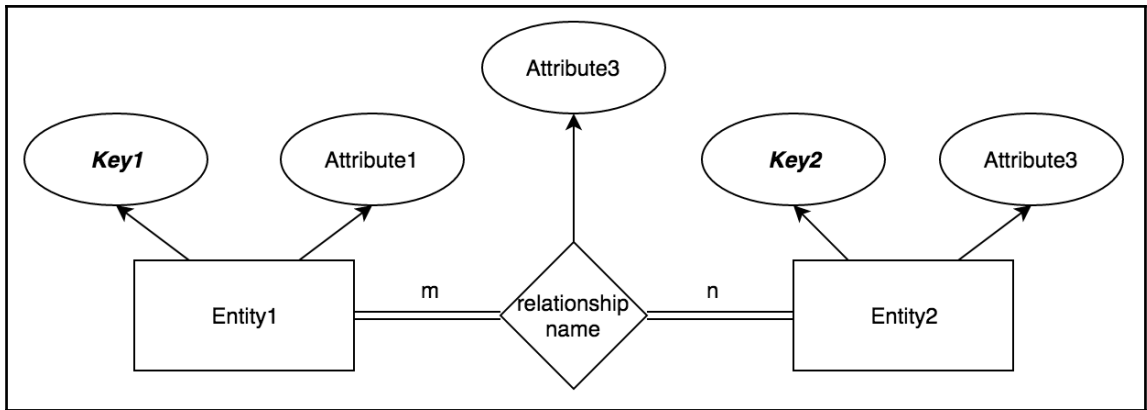 Attribute3
Key1
Attribute1
Key2
Attribute3
Entity1
m
relationship
name
n
Entity2